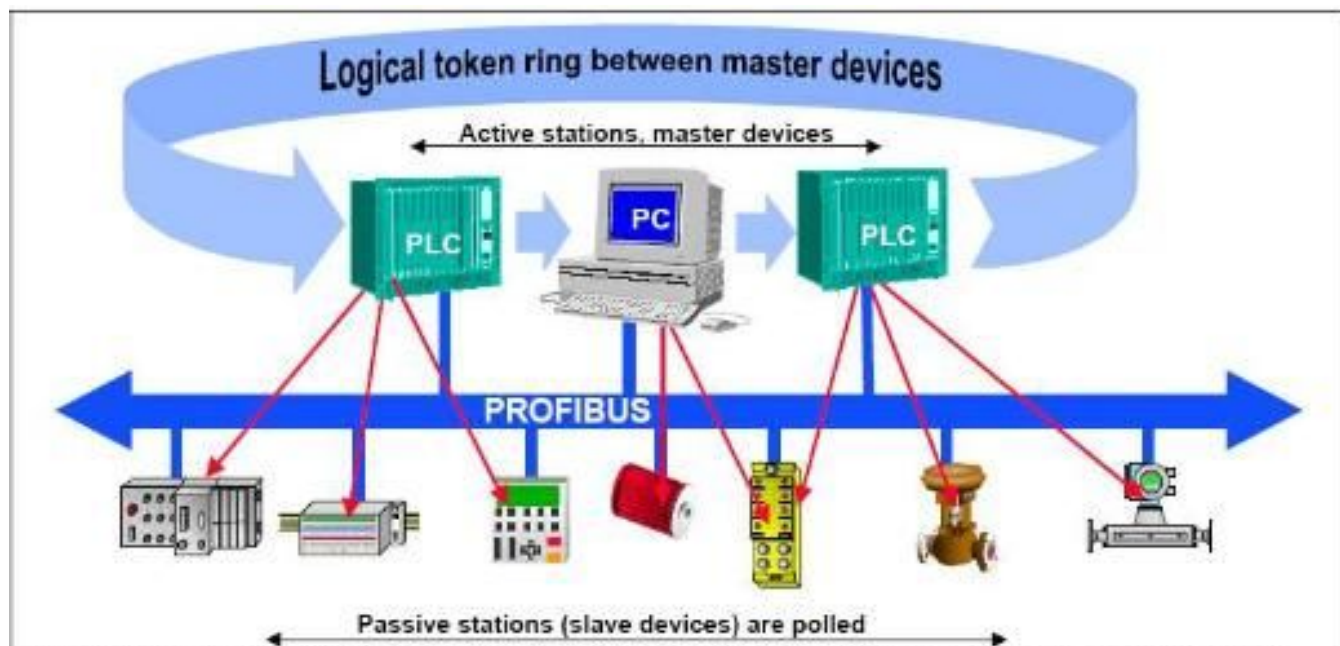 Logical token ring between master devices
Active stations, master devices
PLC
PC
PLC
PROFIBUS
Passive stations (slave devices) are polled